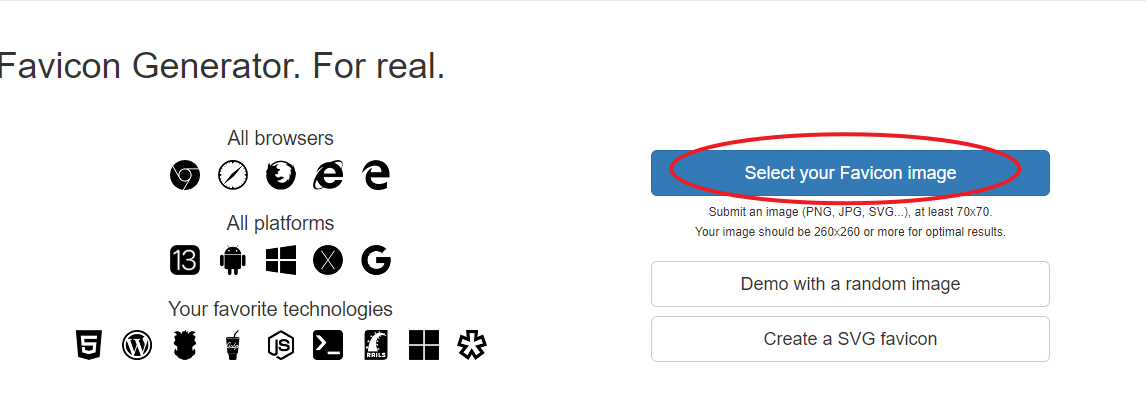 Favicon Generator. For real.
All browsers
All platforms
13
X
G
Your favorite technologies
5
W
Gulp
JS
RAILS
Select your Favicon image
Submit an image (PNG, JPG, SVG...), at least 70x70.
Your image should be 260x260 or more for optimal results.
Demo with a random image
Create a SVG favicon